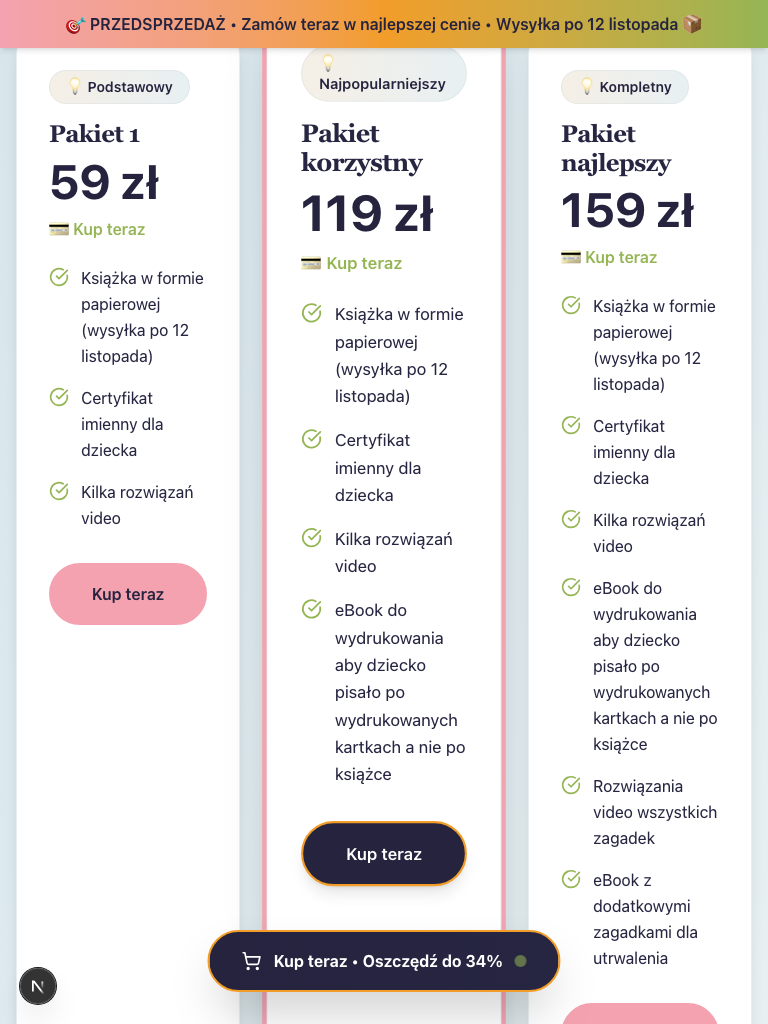 🎯 PRZEDSPRZEDAŻ • Zamów teraz w najlepszej cenie • Wysyłka po 12 listopada 📦
💡 Podstawowy
Pakiet 1
59 zł
💳 Kup teraz
Książka w formie
papierowej
(wysyłka po 12
listopada)
Certyfikat
imienny dla
dziecka
Kilka rozwiązań
video
Kup teraz
💡
Najpopularniejszy
Pakiet
korzystny
119 zł
💳 Kup teraz
Książka w formie
papierowej
(wysyłka po 12
listopada)
Certyfikat
imienny dla
dziecka
Kilka rozwiązań
video
eBook do
wydrukowania
aby dziecko
pisało po
wydrukowanych
kartkach a nie po
książce
Kup teraz
💡 Kompletny
Pakiet
najlepszy
159 zł
💳 Kup teraz
Książka w formie
papierowej
(wysyłka po 12
listopada)
Certyfikat
imienny dla
dziecka
Kilka rozwiązań
video
eBook do
wydrukowania
aby dziecko
pisało po
wydrukowanych
kartkach a nie po
książce
Rozwiązania
video wszystkich
zagadek
eBook z
dodatkowymi
zagadkami dla
utrwalenia
Kup teraz • Oszczędź do 34%
N